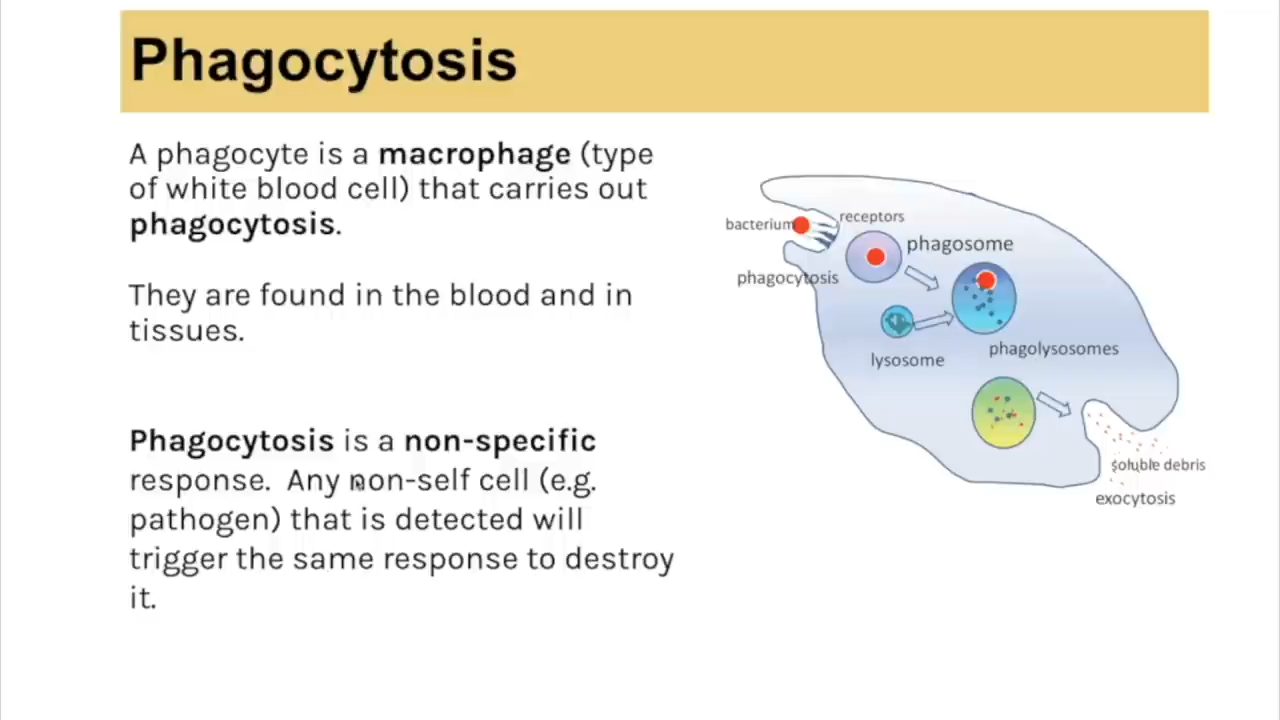 Phagocytosis
A phagocyte is a macrophage (type
of white blood cell) that carries out
phagocytosis.
They are found in the blood and in
tissues.
Phagocytosis is a non-specific
response.  Any non-self cell (e.g.
pathogen) that is detected will
trigger the same response to destroy
it.
bacterium
receptors
phagosome
phagocytosis
lysosome
phagolysosomes
soluble debris
exocytosis